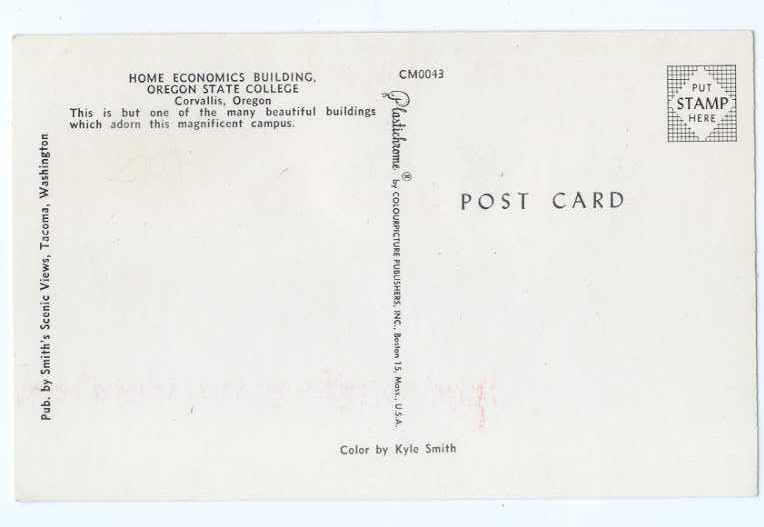 HOME ECONOMICS BUILDING,
OREGON STATE COLLEGE
Corvallis, Oregon
This is but one of the many beautiful buildings
which adorn this magnificent campus.
Pub. by Smith's Scenic Views, Tacoma, Washington
CM0043
Plastichrome ® by COLOURPICTURE PUBLISHERS, INC., Boston 15, Mass., U.S.A.
Color by Kyle Smith
PUT
STAMP
HERE
POST CARD